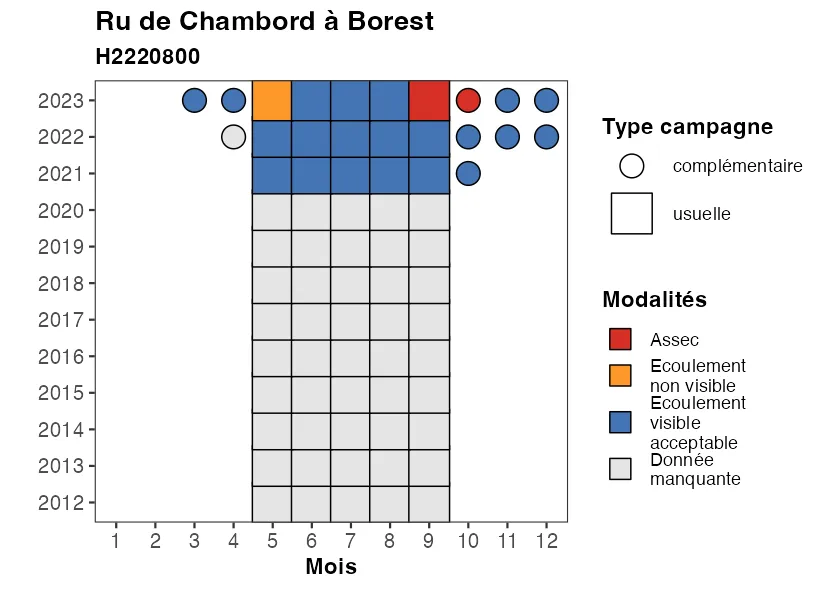 Ru de Chambord à Borest
H2220800
2023
2022
2021
2020
2019
2018
2017
2016
2015
2014
2013
2012
1 2 3 4 5 6 7 8 9 10 11 12
Mois
Type campagne
complémentaire
usuelle
Modalités
Assec
Ecoulement
non visible
Ecoulement
visible
acceptable
Donnée
manquante